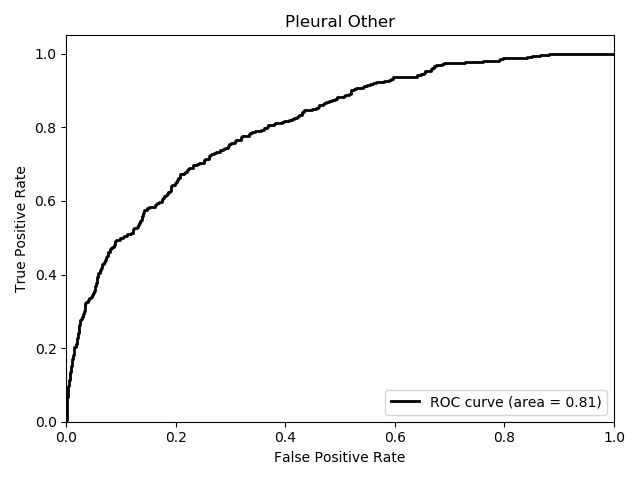 Pleural Other
True Positive Rate
1.0
0.8
0.6
0.4
0.2
0.0
ROC curve (area = 0.81)
0.0 0.2 0.4 0.6 0.8 1.0
False Positive Rate